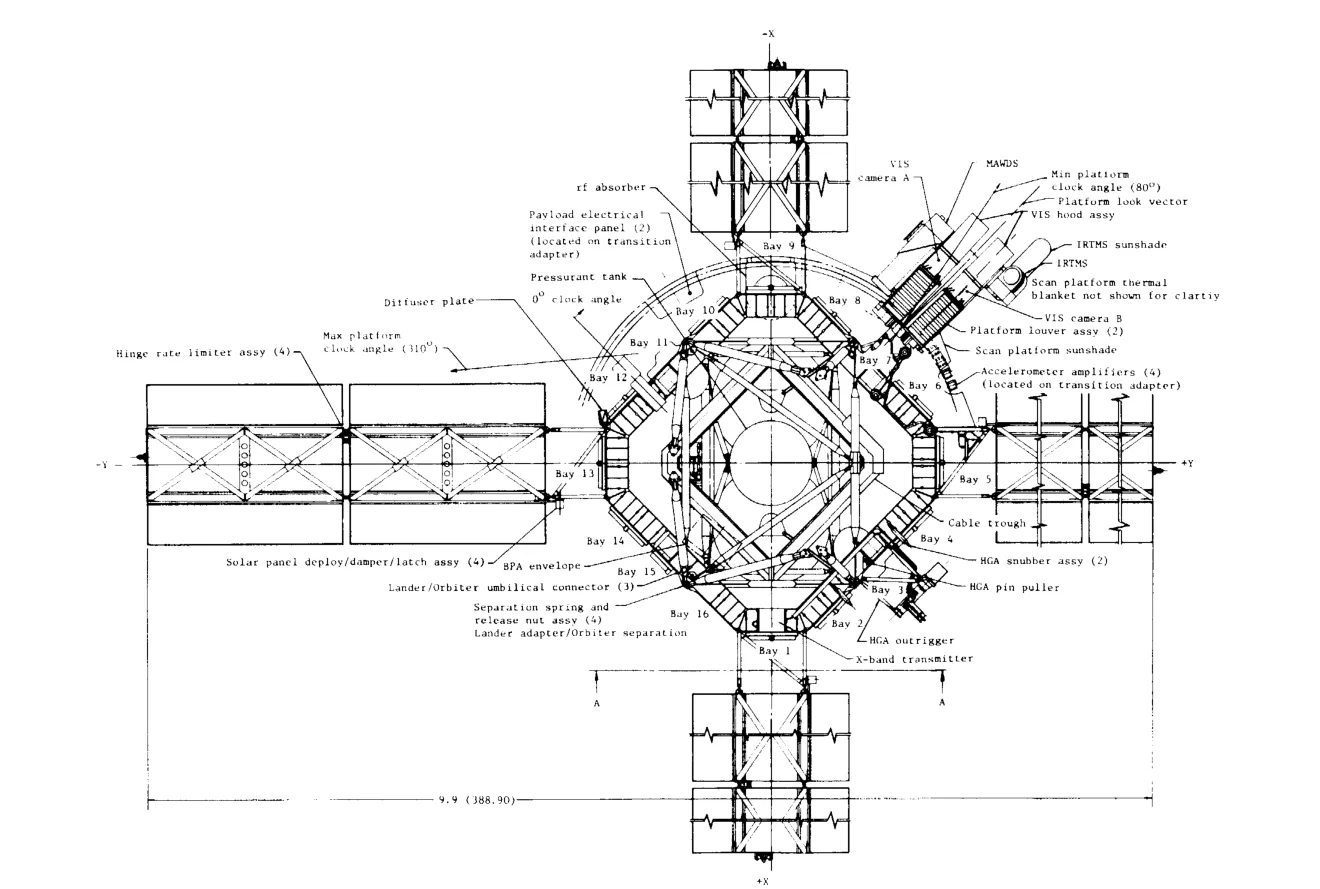 -X
VIS
camera A
MAWDS
Min platform
clock angle (80°)
Platform look vector
VIS hood assy
rf absorber
Payload electrical
interface panel (2)
(located on transition
adapter)
Bay 9
IRTMS sunshade
IRTMS
Pressurant tank
Scan platform thermal
blanket not shown for clartiy
Diffuser plate
0° clock angle
Bay 10
Bay 8
VIS camera B
Platform louver assy (2)
Max platform
clock angle (310°)
Hinge rate limiter assy (4)
Bay 11
Bay 7
Scan platform sunshade
Bay 12
Bay 6
Accelerometer amplifiers (4)
(located on transition adapter)
-Y
+Y
Bay 13
Bay 5
Cable trough
Bay 14
Bay 4
Solar panel deploy/damper/latch assy (4)
BPA envelope
Bay 15
HGA snubber assy (2)
Lander/Orbiter umbilical connector (3)
Bay 3
HGA pin puller
Separation spring and
release nut assy (4)
Lander adapter/Orbiter separation
Bay 16
Bay 2
HGA outrigger
Bay 1
X-band transmitter
A
A
9.9 (388.90)
+X